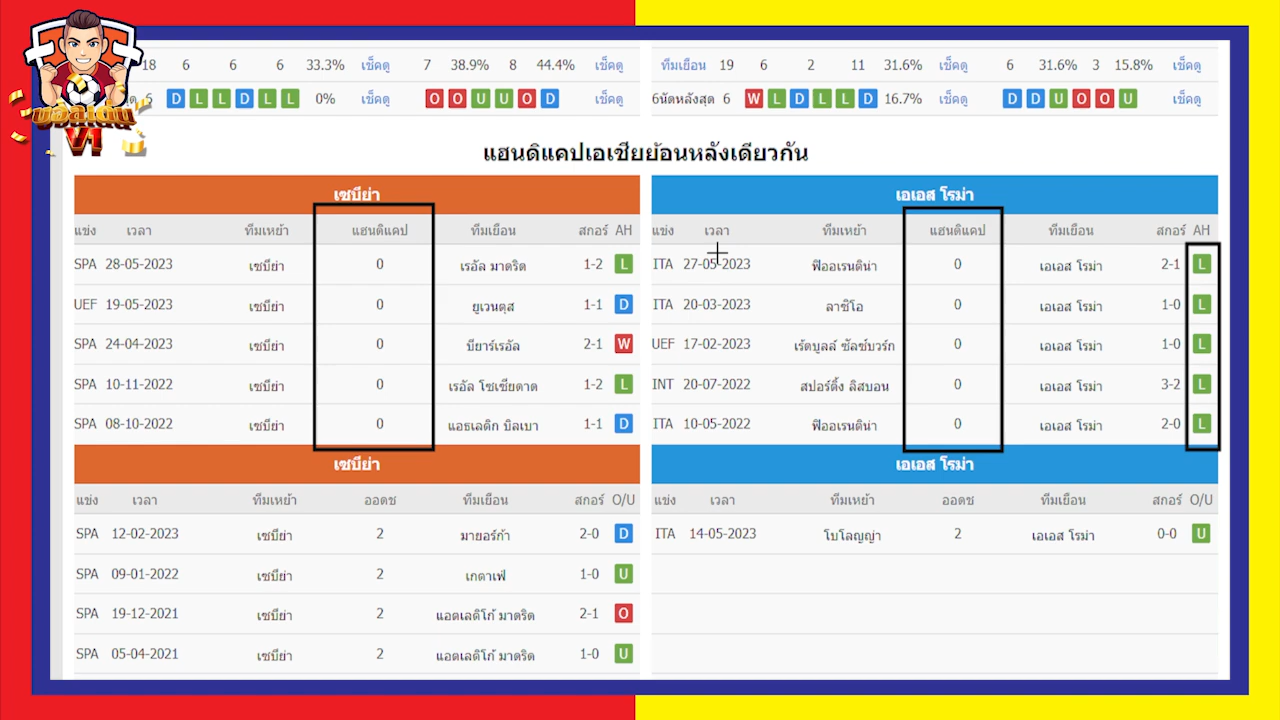 18 6 6 6 33.3% เช็คดู 7 38.9% 8 44.4% เช็คดู
ทีมเยือน 19 6 2 11 31.6% เช็คดู 6 31.6% 3 15.8% เช็คดู
6 D L L D L L 0% เช็คดู O O U U O D เช็คดู
6นัดหลังสุด 6 W L D L L D 16.7% เช็คดู D D U O O U เช็คดู
บอลเด่น
V1
แฮนดิแคปเอเชียย้อนหลังเดียวกัน
เซบีย่า
แข่ง เวลา ทีมเหย้า แฮนดิแคป ทีมเยือน สกอร์ AH
SPA 28-05-2023 เซบีย่า 0 เรอัล มาดริด 1-2 L
UEF 19-05-2023 เซบีย่า 0 ยูเวนตุส 1-1 D
SPA 24-04-2023 เซบีย่า 0 บียาร์เรอัล 2-1 W
SPA 10-11-2022 เซบีย่า 0 เรอัล โซเซียดาด 1-2 L
SPA 08-10-2022 เซบีย่า 0 แอธเลติก บิลเบา 1-1 D
เอเอส โรม่า
แข่ง เวลา ทีมเหย้า แฮนดิแคป ทีมเยือน สกอร์ AH
ITA 27-05-2023 ฟิออเรนติน่า 0 เอเอส โรม่า 2-1 L
ITA 20-03-2023 ลาซิโอ 0 เอเอส โรม่า 1-0 L
UEF 17-02-2023 เร้ดบูลล์ ซัลซ์บวร์ก 0 เอเอส โรม่า 1-0 L
INT 20-07-2022 สปอร์ติ้ง ลิสบอน 0 เอเอส โรม่า 3-2 L
ITA 10-05-2022 ฟิออเรนติน่า 0 เอเอส โรม่า 2-0 L
เซบีย่า
แข่ง เวลา ทีมเหย้า ออดช ทีมเยือน สกอร์ O/U
SPA 12-02-2023 เซบีย่า 2 มายอร์ก้า 2-0 D
SPA 09-01-2022 เซบีย่า 2 เกตาเฟ่ 1-0 U
SPA 19-12-2021 เซบีย่า 2 แอตเลติโก้ มาดริด 2-1 O
SPA 05-04-2021 เซบีย่า 2 แอตเลติโก้ มาดริด 1-0 U
เอเอส โรม่า
แข่ง เวลา ทีมเหย้า ออดช ทีมเยือน สกอร์ O/U
ITA 14-05-2023 โบโลญญ่า 2 เอเอส โรม่า 0-0 U